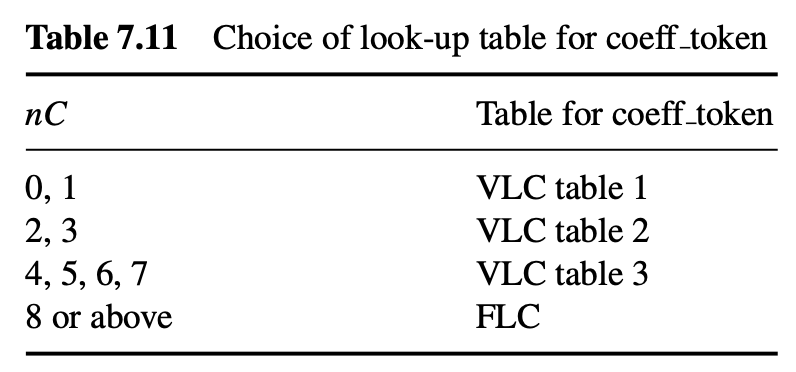 Table 7.11 Choice of look-up table for coeff_token
nC Table for coeff_token
0, 1 VLC table 1
2, 3 VLC table 2
4, 5, 6, 7 VLC table 3
8 or above FLC